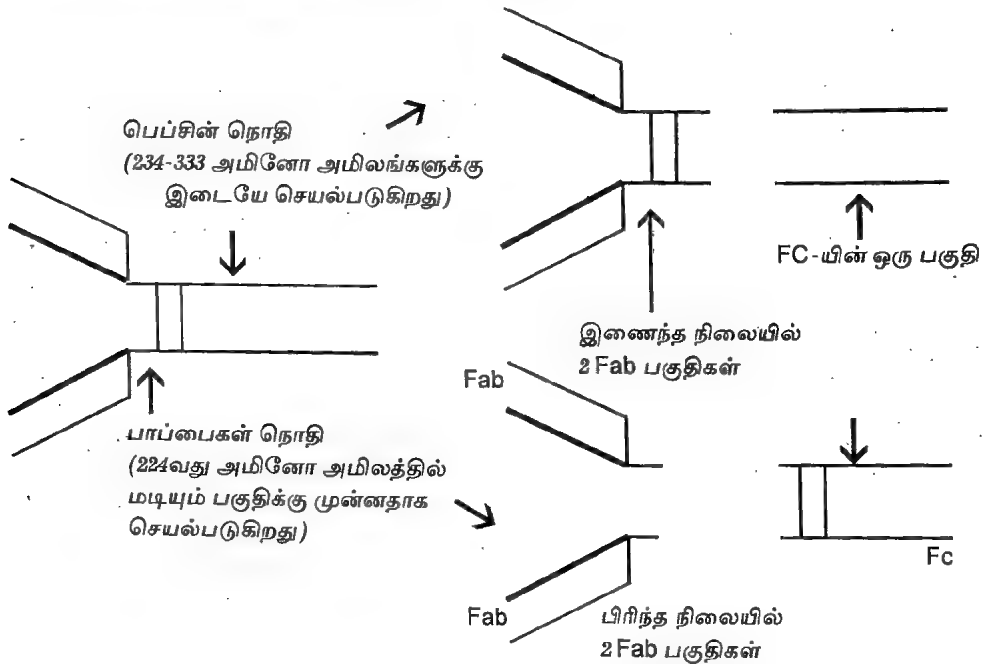 பெப்சின் நொதி
(234-333 அமினோ அமிலங்களுக்கு
இடையே செயல்படுகிறது)
FC-யின் ஒரு பகுதி
இணைந்த நிலையில்
2 Fab பகுதிகள்
Fab
பாப்பைகள் நொதி
(224வது அமினோ அமிலத்தில்
மடியும் பகுதிக்கு முன்னதாக
செயல்படுகிறது)
Fc
Fab
பிரிந்த நிலையில்
2 Fab பகுதிகள்